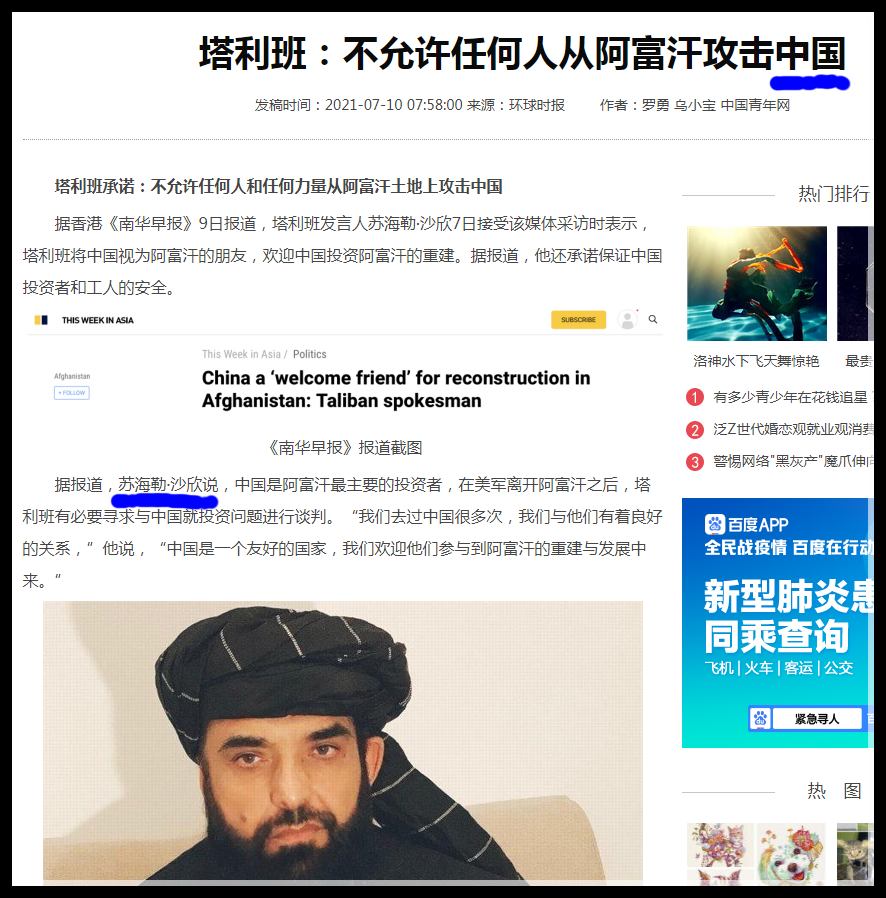 塔利班：不允许任何人从阿富汗攻击中国
发稿时间：2021-07-10 07:58:00 来源：环球时报 作者：罗勇 乌小宝 中国青年网
塔利班承诺：不允许任何人和任何力量从阿富汗土地上攻击中国
据香港《南华早报》9日报道，塔利班发言人苏海勒·沙欣7日接受该媒体采访时表示，
塔利班将中国视为阿富汗的朋友，欢迎中国投资阿富汗的重建。据报道，他还承诺保证中国
投资者和工人的安全。
THIS WEEK IN ASIA
SUBSCRIBE
This Week in Asia / Politics
Afghanistan
+ FOLLOW
China a ‘welcome friend’ for reconstruction in
Afghanistan: Taliban spokesman
《南华早报》报道截图
据报道，苏海勒·沙欣说，中国是阿富汗最主要的投资者，在美军离开阿富汗之后，塔
利班有必要寻求与中国就投资问题进行谈判。“我们去过中国很多次，我们与他们有着良好
的关系，”他说，“中国是一个友好的国家，我们欢迎他们参与到阿富汗的重建与发展中
来。”
热门排行
洛神水下飞天舞惊艳
最贵
1 有多少青少年在花钱追星
2 泛Z世代婚恋观就业观消费
3 警惕网络"黑灰产"魔爪伸向
百度APP
全民战疫情 百度在行动
新型肺炎患
同乘查询
飞机 | 火车 | 客运 | 公交
紧急寻人
热 图